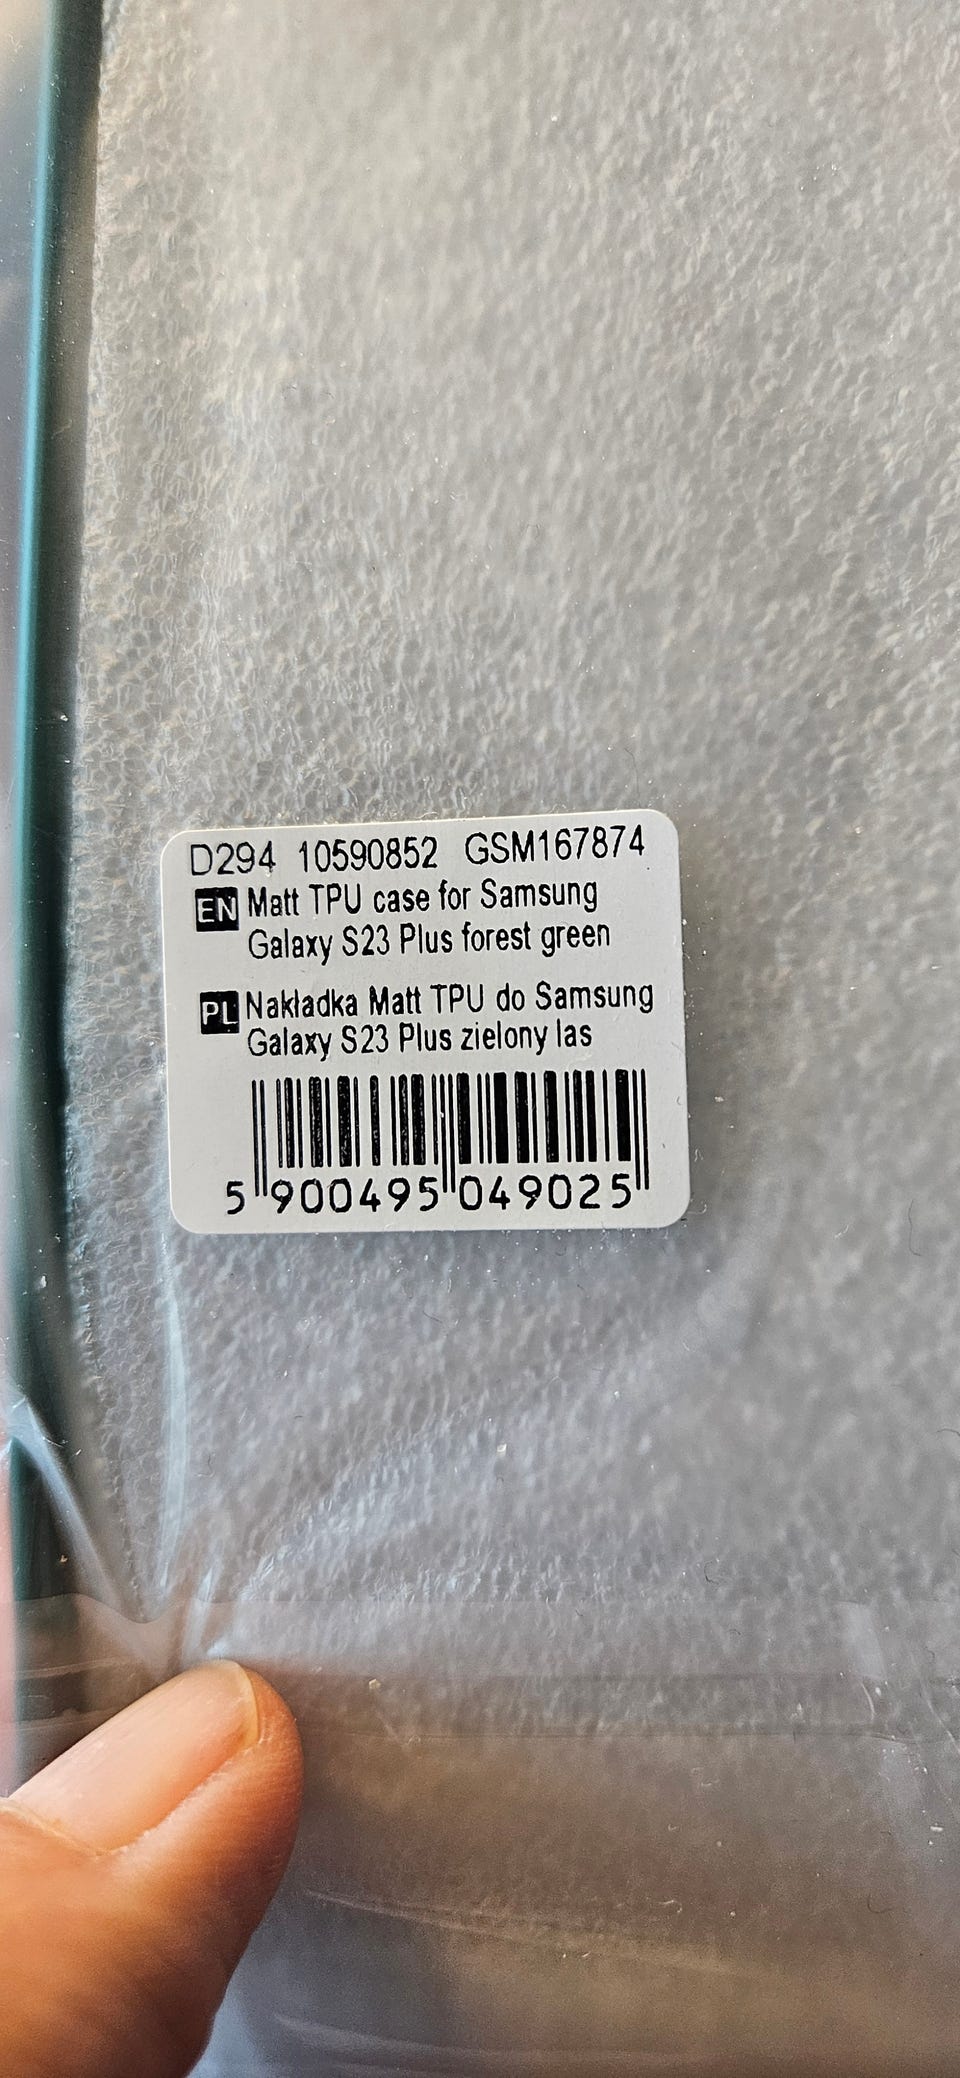 D294 10590852 GSM167874
EN Matt TPU case for Samsung
Galaxy S23 Plus forest green
PL Nakładka Matt TPU do Samsung
Galaxy S23 Plus zielony las
5 900495 049025